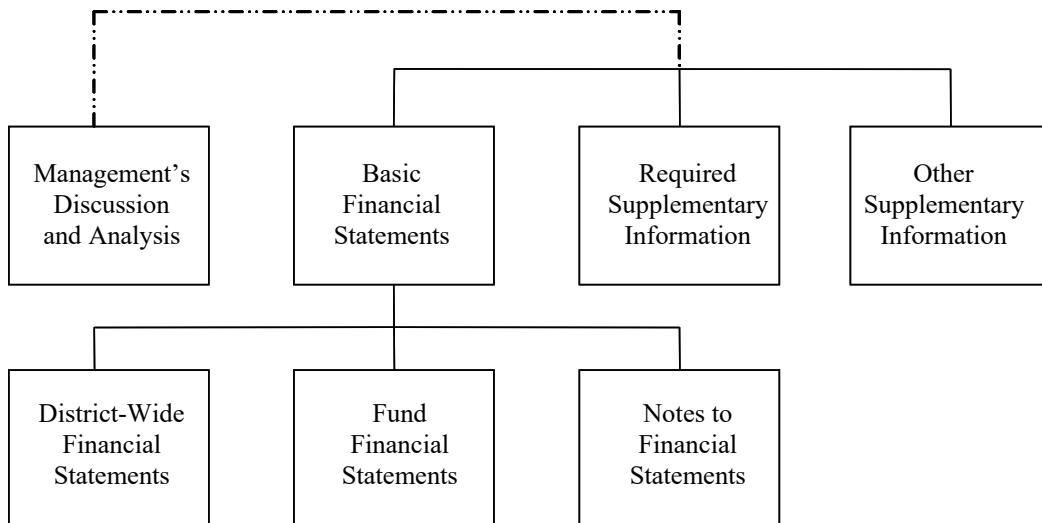 Management’s
Discussion
and Analysis
Basic
Financial
Statements
Required
Supplementary
Information
Other
Supplementary
Information
District-Wide
Financial
Statements
Fund
Financial
Statements
Notes to
Financial
Statements